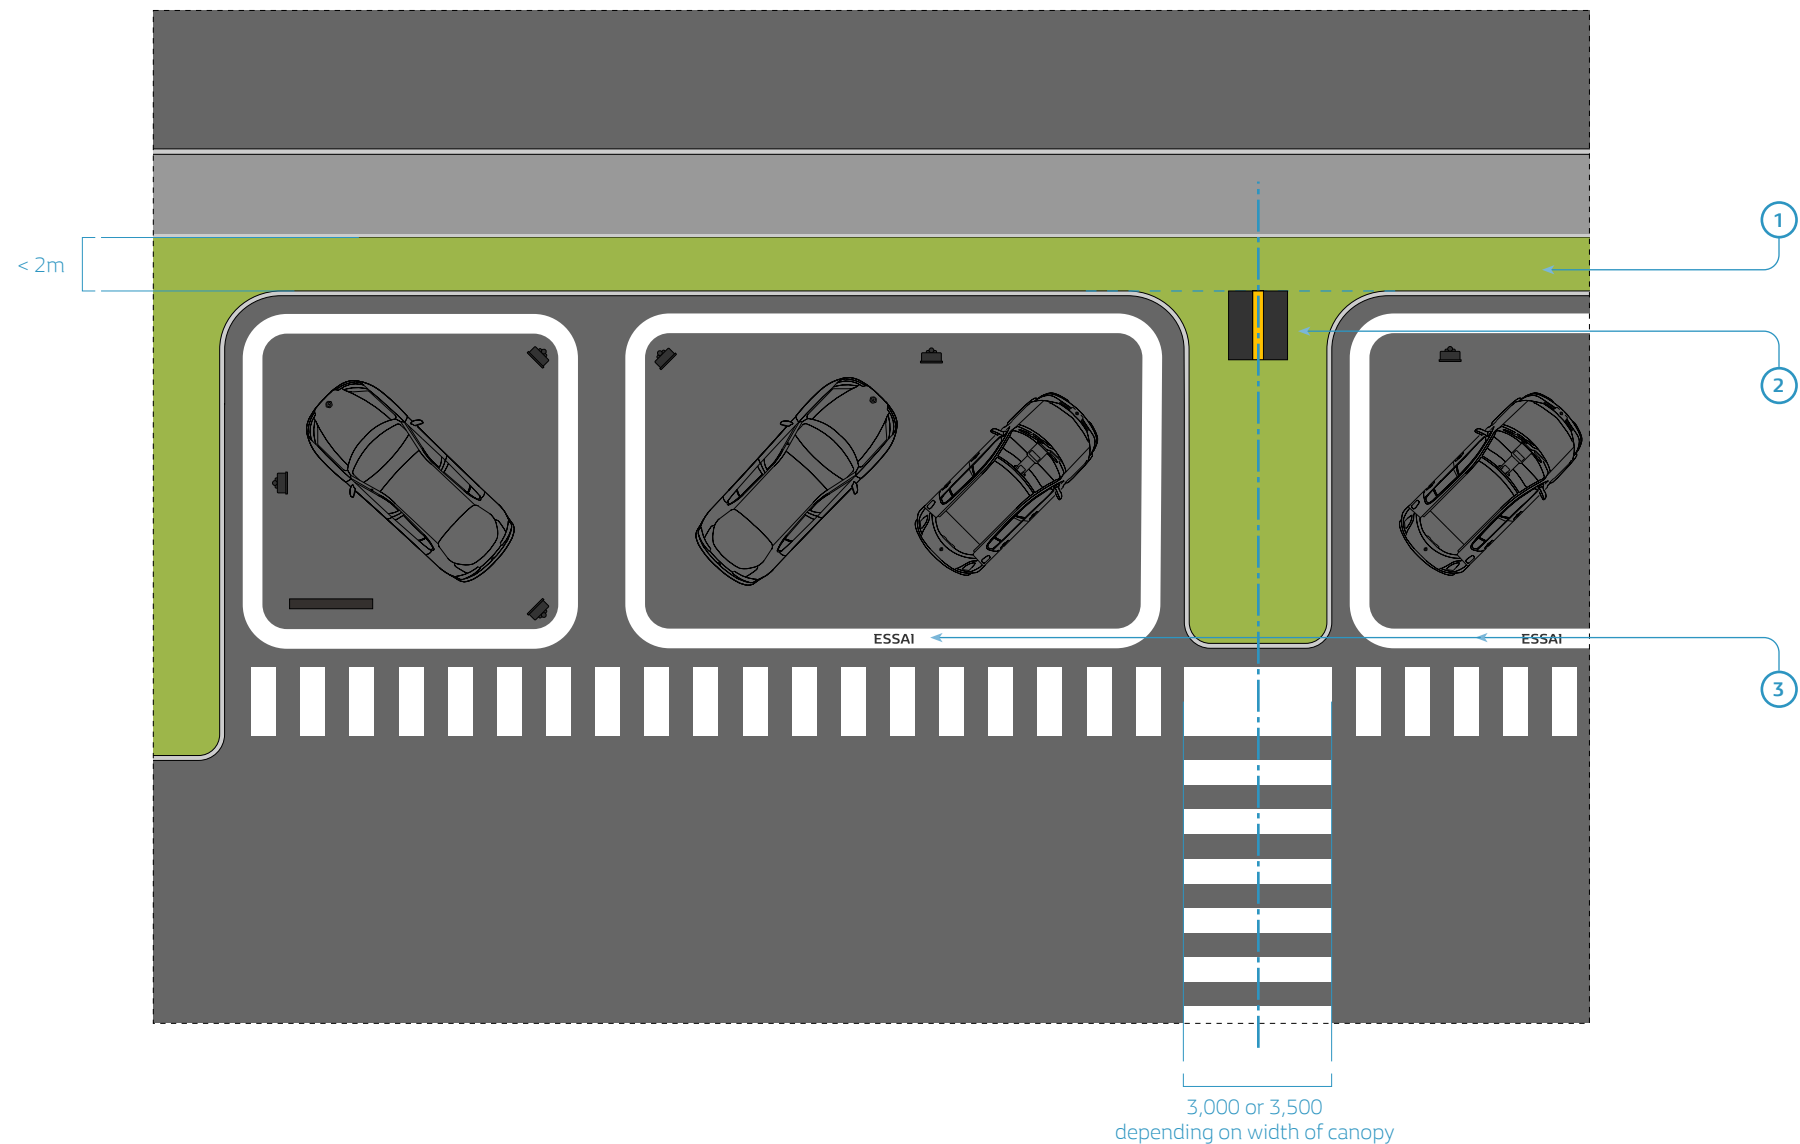 1
< 2m
2
ESSAI
ESSAI
3
3,000 or 3,500
depending on width of canopy